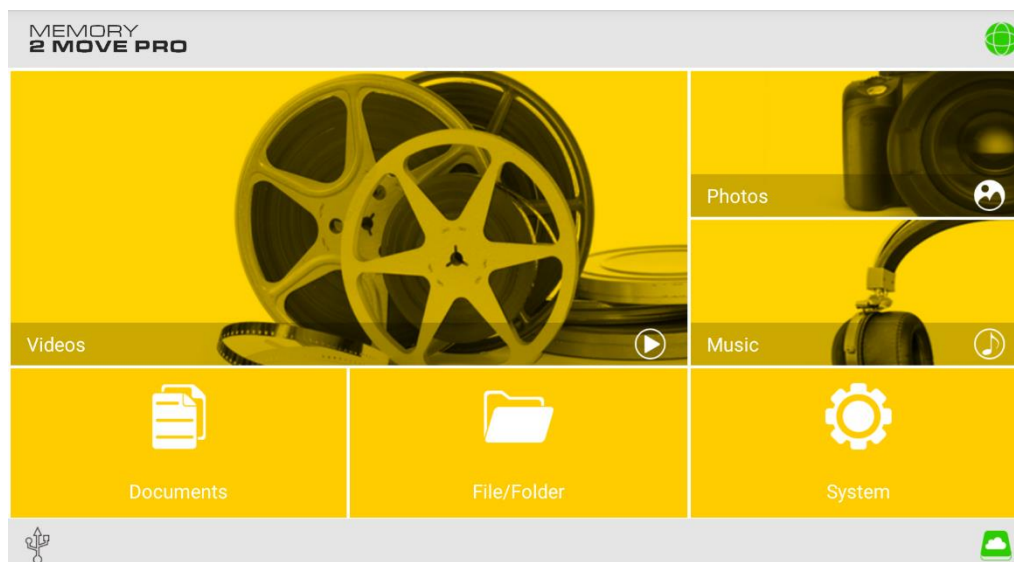 MEMORY
2 MOVE PRO
Photos
Videos
Music
Documents
File/Folder
System